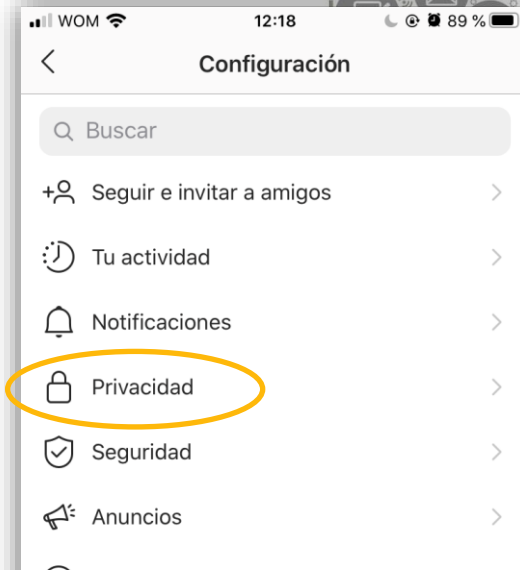 WOM 12:18 89 %
Configuración
Buscar
Seguir e invitar a amigos
Tu actividad
Notificaciones
Privacidad
Seguridad
Anuncios